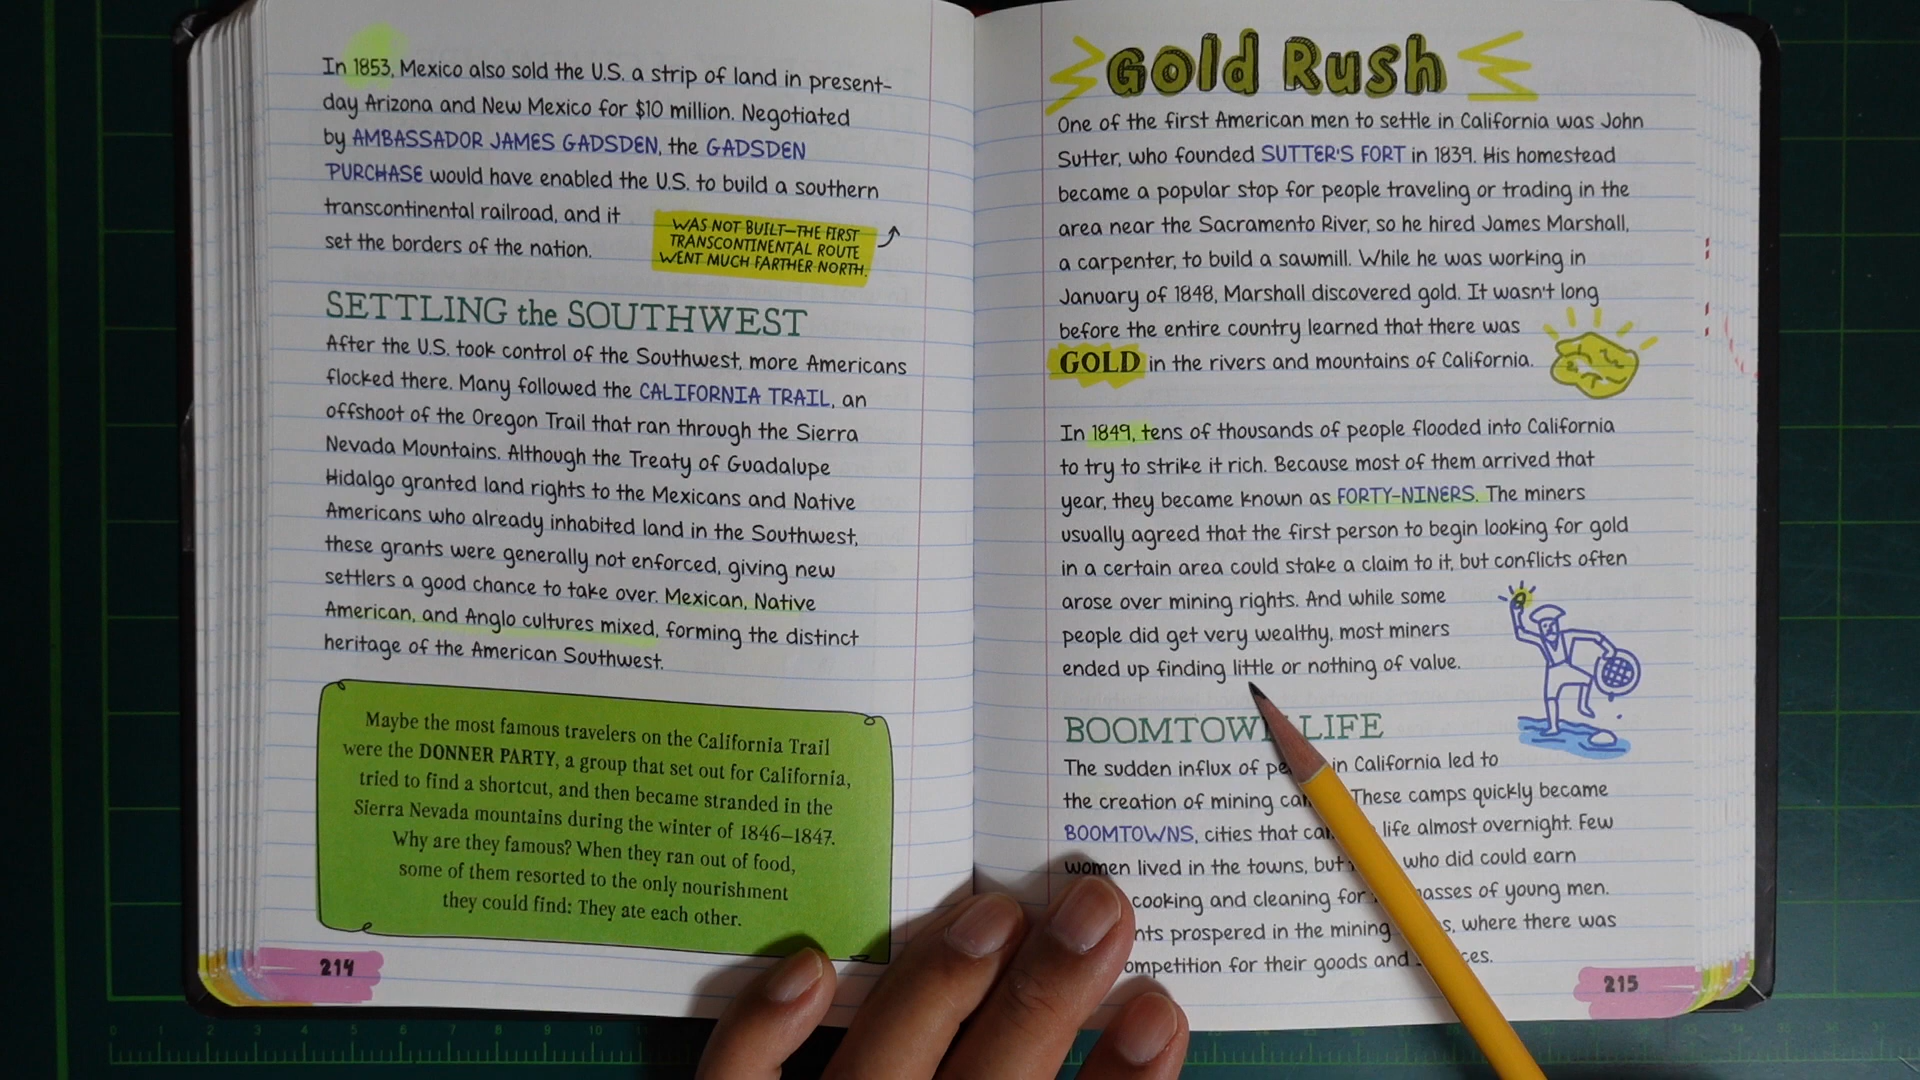 In 1853, Mexico also sold the U.S. a strip of land in present-
day Arizona and New Mexico for $10 million. Negotiated
by AMBASSADOR JAMES GADSDEN, the GADSDEN
PURCHASE would have enabled the U.S. to build a southern
transcontinental railroad, and it
set the borders of the nation.
WAS NOT BUILT—THE FIRST
TRANSCONTINENTAL ROUTE
WENT MUCH FARTHER NORTH.
SETTLING the SOUTHWEST
After the U.S. took control of the Southwest, more Americans
flocked there. Many followed the CALIFORNIA TRAIL, an
offshoot of the Oregon Trail that ran through the Sierra
Nevada Mountains. Although the Treaty of Guadalupe
Hidalgo granted land rights to the Mexicans and Native
Americans who already inhabited land in the Southwest,
these grants were generally not enforced, giving new
settlers a good chance to take over. Mexican, Native
American, and Anglo cultures mixed, forming the distinct
heritage of the American Southwest.
Maybe the most famous travelers on the California Trail
were the DONNER PARTY, a group that set out for California,
tried to find a shortcut, and then became stranded in the
Sierra Nevada mountains during the winter of 1846–1847.
Why are they famous? When they ran out of food,
some of them resorted to the only nourishment
they could find: They ate each other.
214
Gold Rush
One of the first American men to settle in California was John
Sutter, who founded SUTTER'S FORT in 1839. His homestead
became a popular stop for people traveling or trading in the
area near the Sacramento River, so he hired James Marshall,
a carpenter, to build a sawmill. While he was working in
January of 1848, Marshall discovered gold. It wasn't long
before the entire country learned that there was
GOLD in the rivers and mountains of California.
In 1849, tens of thousands of people flooded into California
to try to strike it rich. Because most of them arrived that
year, they became known as FORTY-NINERS. The miners
usually agreed that the first person to begin looking for gold
in a certain area could stake a claim to it, but conflicts often
arose over mining rights. And while some
people did get very wealthy, most miners
ended up finding little or nothing of value.
BOOMTOWN LIFE
The sudden influx of in California led to
the creation of mining These camps quickly became
BOOMTOWNS, cities that life almost overnight. Few
women lived in the towns, but who did could earn
cooking and cleaning for masses of young men.
prospered in the mining where there was
competition for their goods and
215
0 1 2 3 4 5 6 7 8 9 10